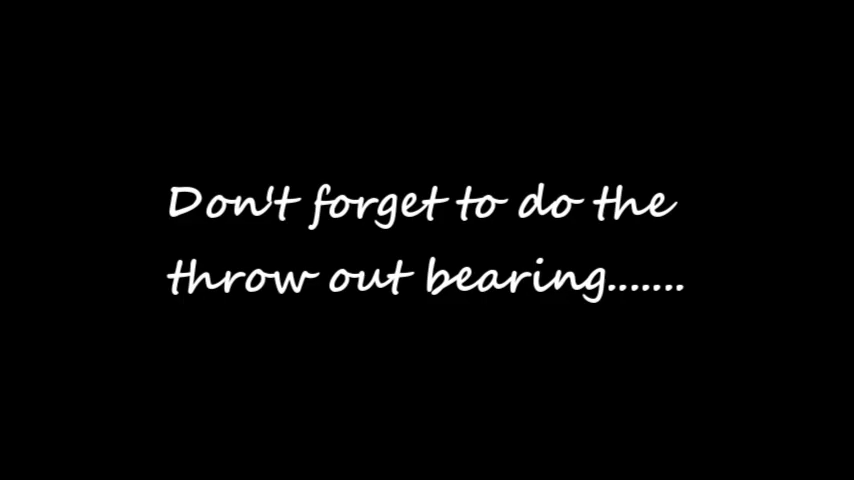 Don't forget to do the
throw out bearing.......